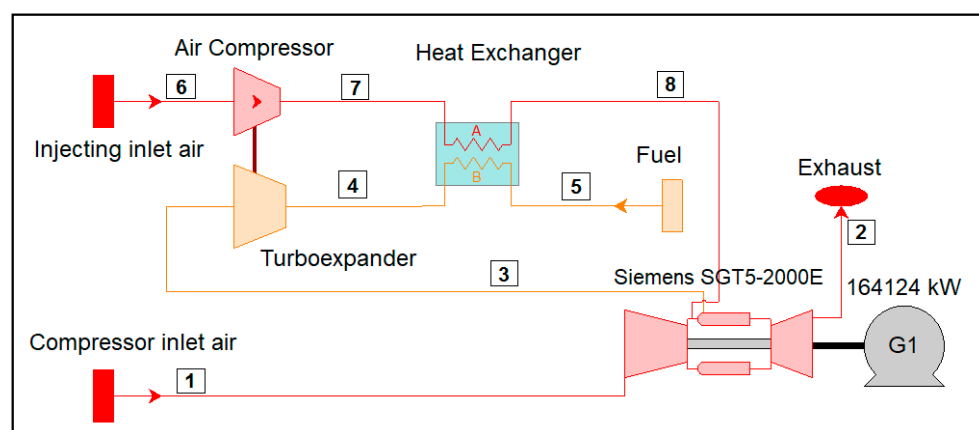 Air Compressor
Heat Exchanger
6
7
8
A
B
Injecting inlet air
Fuel
Exhaust
4
5
2
Turboexpander
3
Siemens SGT5-2000E
164124 kW
Compressor inlet air
G1
1